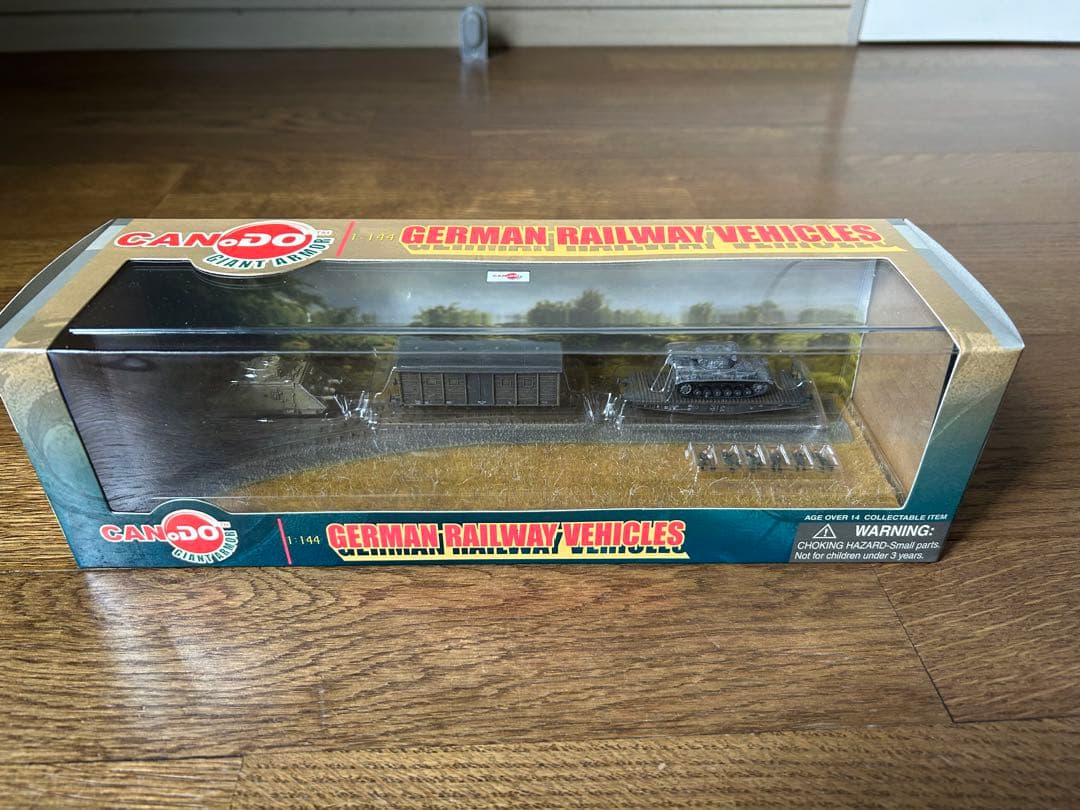 CAN.DO
GIANT ARMOR
1:144 GERMAN RAILWAY VEHICLES
CAN.DO
GIANT ARMOR
1:144 GERMAN RAILWAY VEHICLES
AGE OVER 14 COLLECTABLE ITEM
WARNING:
CHOKING HAZARD-Small parts.
Not for children under 3 years.